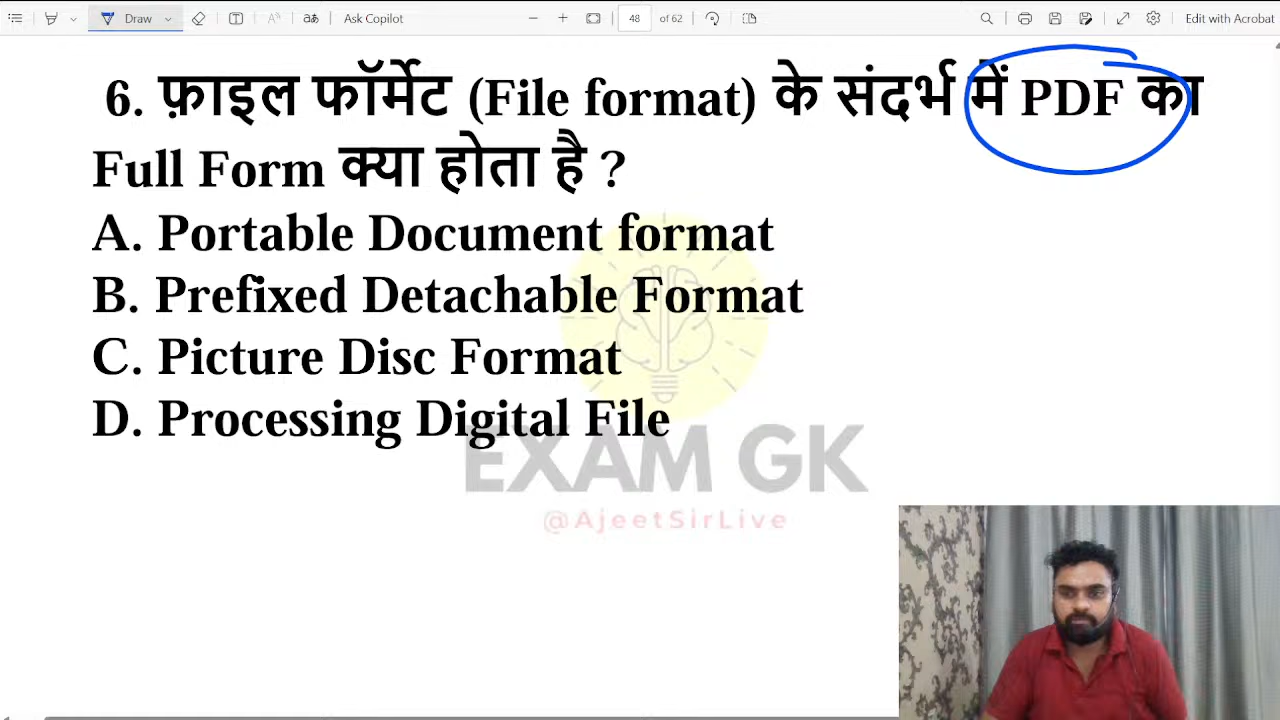 Draw
Ask Copilot
48 of 62
Edit with Acrobat
6. फ़ाइल फॉर्मेट (File format) के संदर्भ में PDF का
Full Form क्या होता है ?
A. Portable Document format
B. Prefixed Detachable Format
C. Picture Disc Format
D. Processing Digital File
EXAM GK
@AjeetSirLive